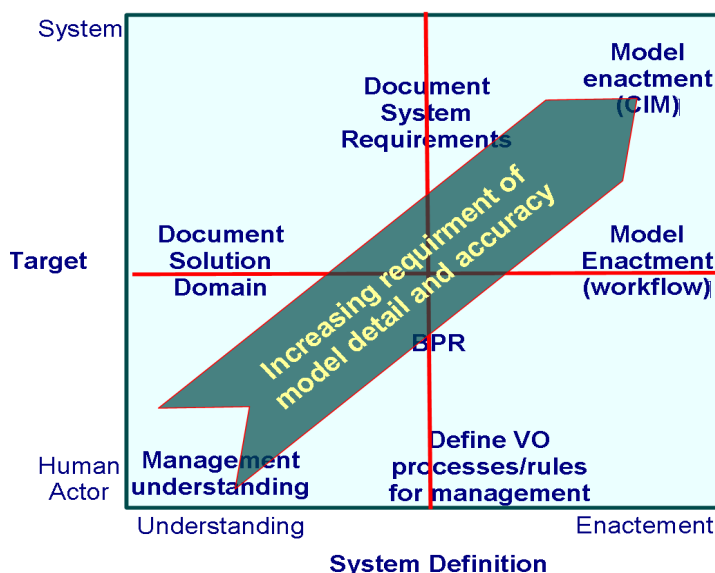 System
Model
enactment
(CIM)
Document
System
Requirements
Target
Document
Solution
Domain
Increasing requirment of
model detail and accuracy
Model
Enactment
(workflow)
BPR
Human
Actor
Management
understanding
Define VO
processes/rules
for management
Understanding
Enactement
System Definition